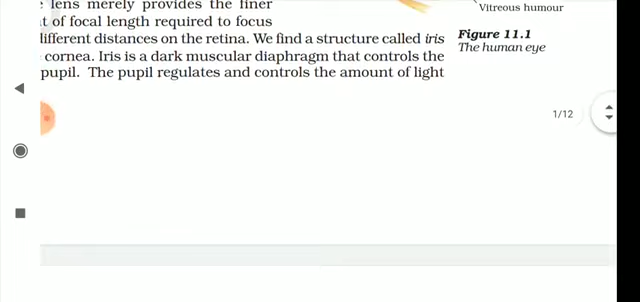 lens merely provides the finer
Vitreous humour
t of focal length required to focus
different distances on the retina. We find a structure called iris
Figure 11.1
cornea. Iris is a dark muscular diaphragm that controls the
The human eye
pupil. The pupil regulates and controls the amount of light
1/12